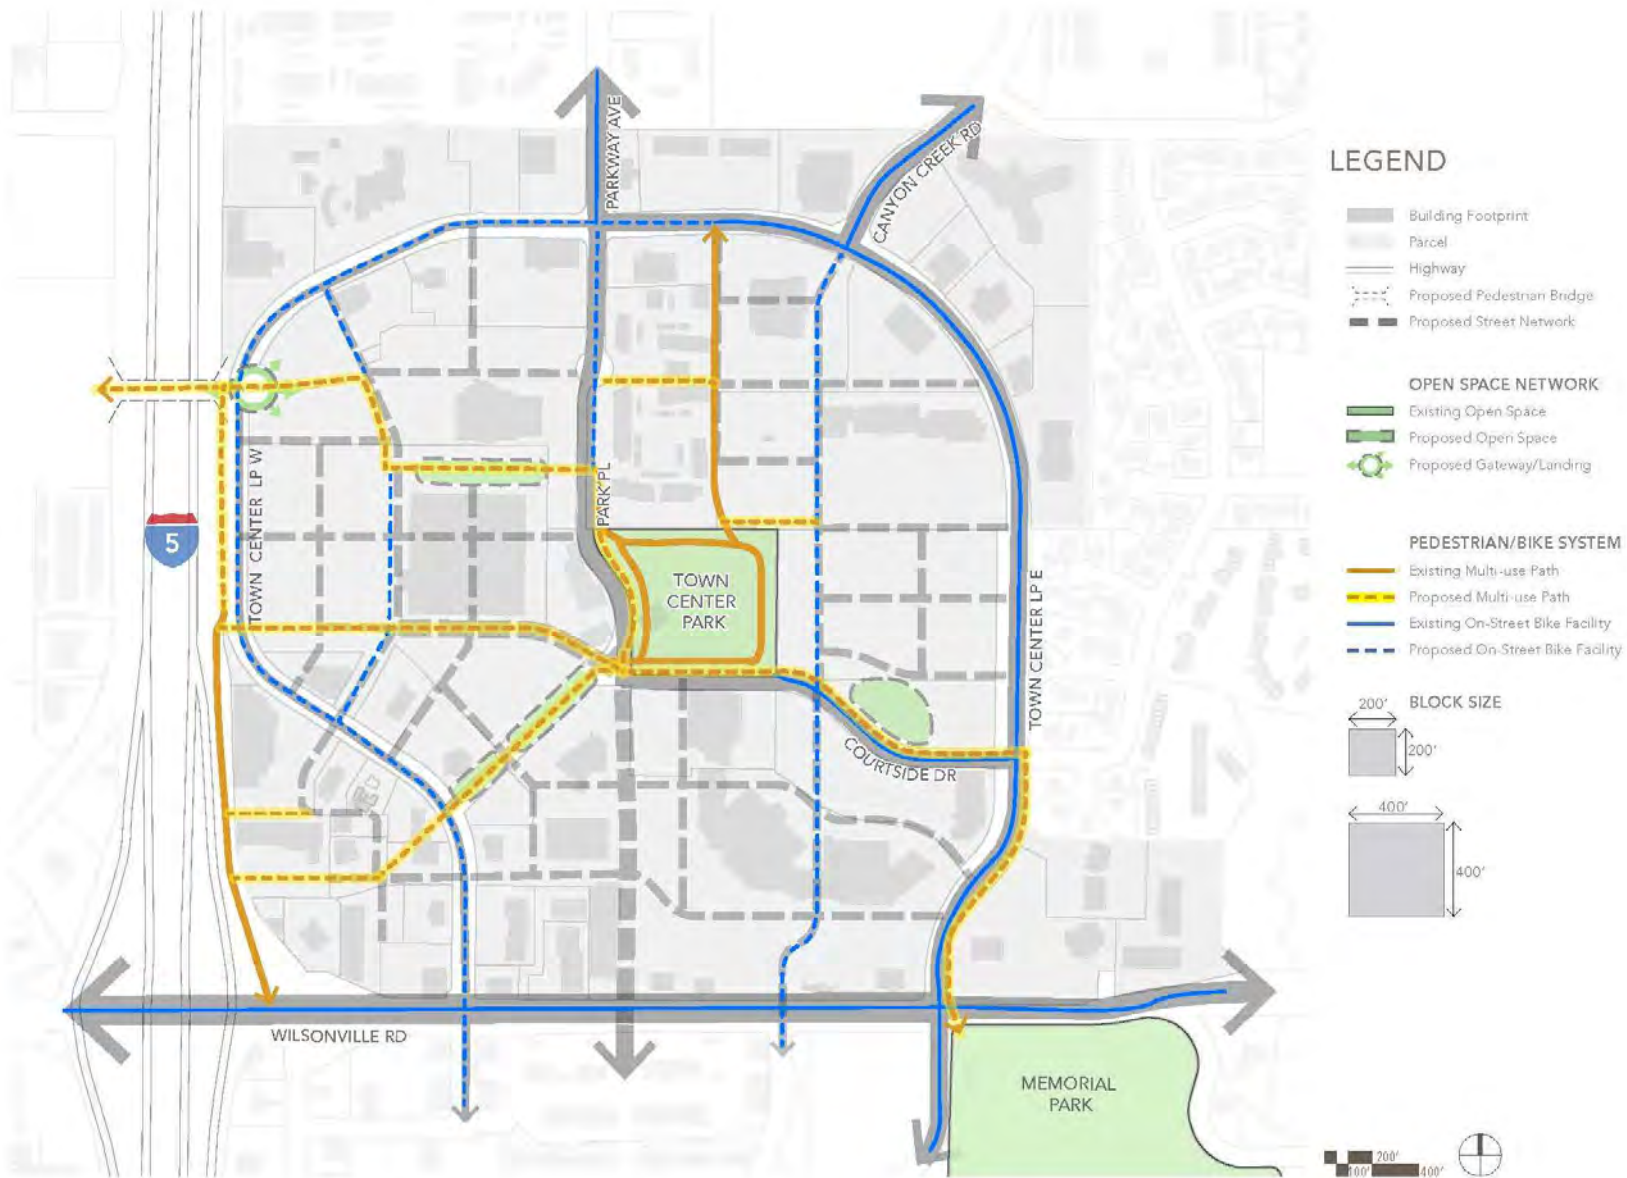 PARKWAY AVE
CANYON CREEK RD
TOWN CENTER LP W
PARK PL
5
TOWN
CENTER
PARK
TOWN CENTER LP E
COURTSIDE DR
WILSONVILLE RD
MEMORIAL
PARK
LEGEND
Building Footprint
Parcel
Highway
Proposed Pedestrian Bridge
Proposed Street Network
OPEN SPACE NETWORK
Existing Open Space
Proposed Open Space
Proposed Gateway/Landing
PEDESTRIAN/BIKE SYSTEM
Existing Multi-use Path
Proposed Multi-use Path
Existing On-Street Bike Facility
Proposed On-Street Bike Facility
BLOCK SIZE
200'
200'
400'
400'
200'
100'
400'